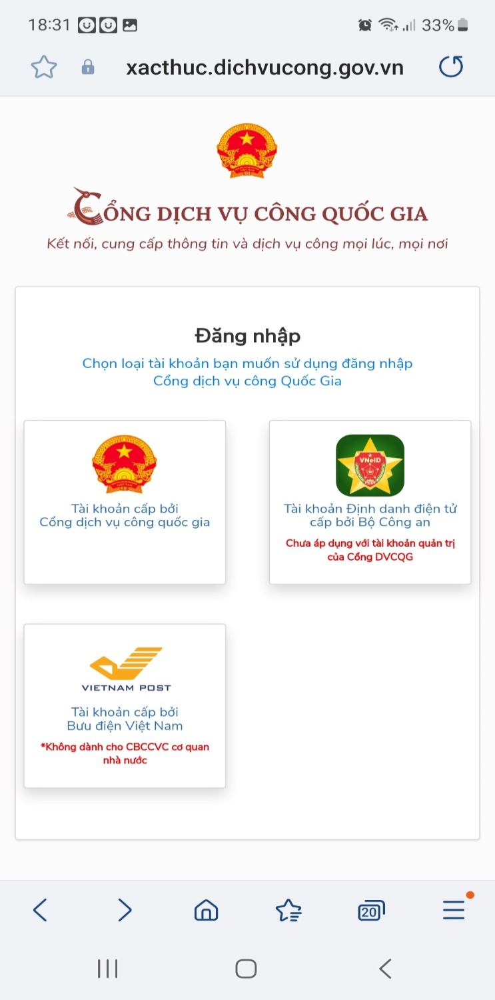 18:31
33%
xacthuc.dichvucong.gov.vn
CỔNG DỊCH VỤ CÔNG QUỐC GIA
Kết nối, cung cấp thông tin và dịch vụ công mọi lúc, mọi nơi
Đăng nhập
Chọn loại tài khoản bạn muốn sử dụng đăng nhập
Cổng dịch vụ công Quốc Gia
Tài khoản cấp bởi
Cổng dịch vụ công quốc gia
VNeID
Tài khoản Định danh điện tử
cấp bởi Bộ Công an
Chưa áp dụng với tài khoản quản trị
của Cổng DVCQG
VIETNAM POST
Tài khoản cấp bởi
Bưu điện Việt Nam
*Không dành cho CBCCVC cơ quan
nhà nước
20